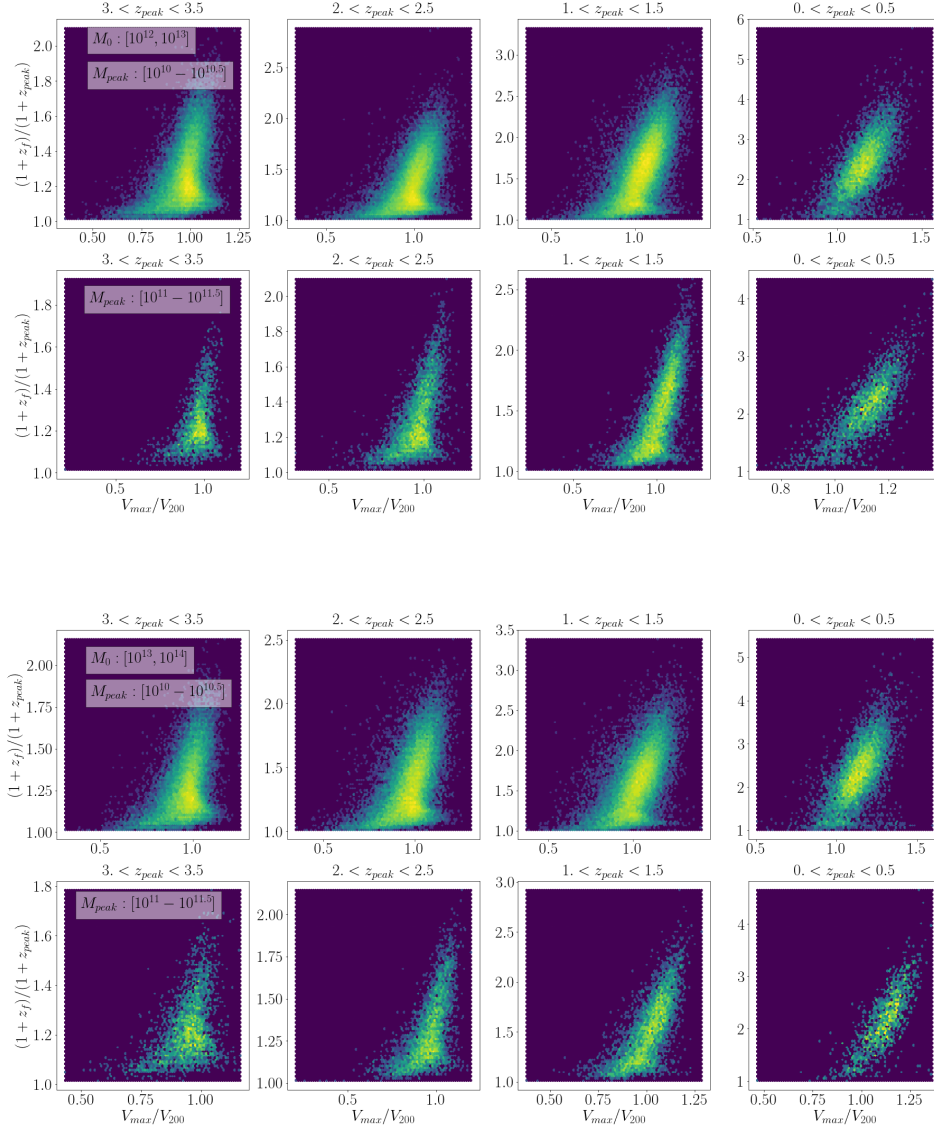 3. < z_peak < 3.5
2. < z_peak < 2.5
1. < z_peak < 1.5
0. < z_peak < 0.5
M_0 : [10^12, 10^13]
M_peak : [10^10 − 10^10.5]
(1 + z_f)/(1 + z_peak)
2.0
1.8
1.6
1.4
1.2
1.0
2.5
2.0
1.5
1.0
3.0
2.5
2.0
1.5
1.0
6
5
4
3
2
1
0.50 0.75 1.00 1.25
0.5 1.0
0.5 1.0
0.5 1.0 1.5
3. < z_peak < 3.5
2. < z_peak < 2.5
1. < z_peak < 1.5
0. < z_peak < 0.5
M_peak : [10^11 − 10^11.5]
(1 + z_f)/(1 + z_peak)
1.8
1.6
1.4
1.2
1.0
2.0
1.8
1.6
1.4
1.2
1.0
2.5
2.0
1.5
1.0
4
3
2
1
0.5 1.0
0.5 1.0
0.5 1.0
0.8 1.0 1.2
V_max/V_200
V_max/V_200
V_max/V_200
V_max/V_200
3. < z_peak < 3.5
2. < z_peak < 2.5
1. < z_peak < 1.5
0. < z_peak < 0.5
M_0 : [10^13, 10^14]
M_peak : [10^10 − 10^10.5]
(1 + z_f)/(1 + z_peak)
2.00
1.75
1.50
1.25
1.00
2.5
2.0
1.5
1.0
3.5
3.0
2.5
2.0
1.5
1.0
5
4
3
2
1
0.5 1.0
0.5 1.0
0.5 1.0
0.5 1.0 1.5
3. < z_peak < 3.5
2. < z_peak < 2.5
1. < z_peak < 1.5
0. < z_peak < 0.5
M_peak : [10^11 − 10^11.5]
(1 + z_f)/(1 + z_peak)
1.8
1.6
1.4
1.2
1.0
2.00
1.75
1.50
1.25
1.00
3.0
2.5
2.0
1.5
1.0
4
3
2
1
0.50 0.75 1.00
0.5 1.0
0.50 0.75 1.00 1.25
0.50 0.75 1.00 1.25
V_max/V_200
V_max/V_200
V_max/V_200
V_max/V_200